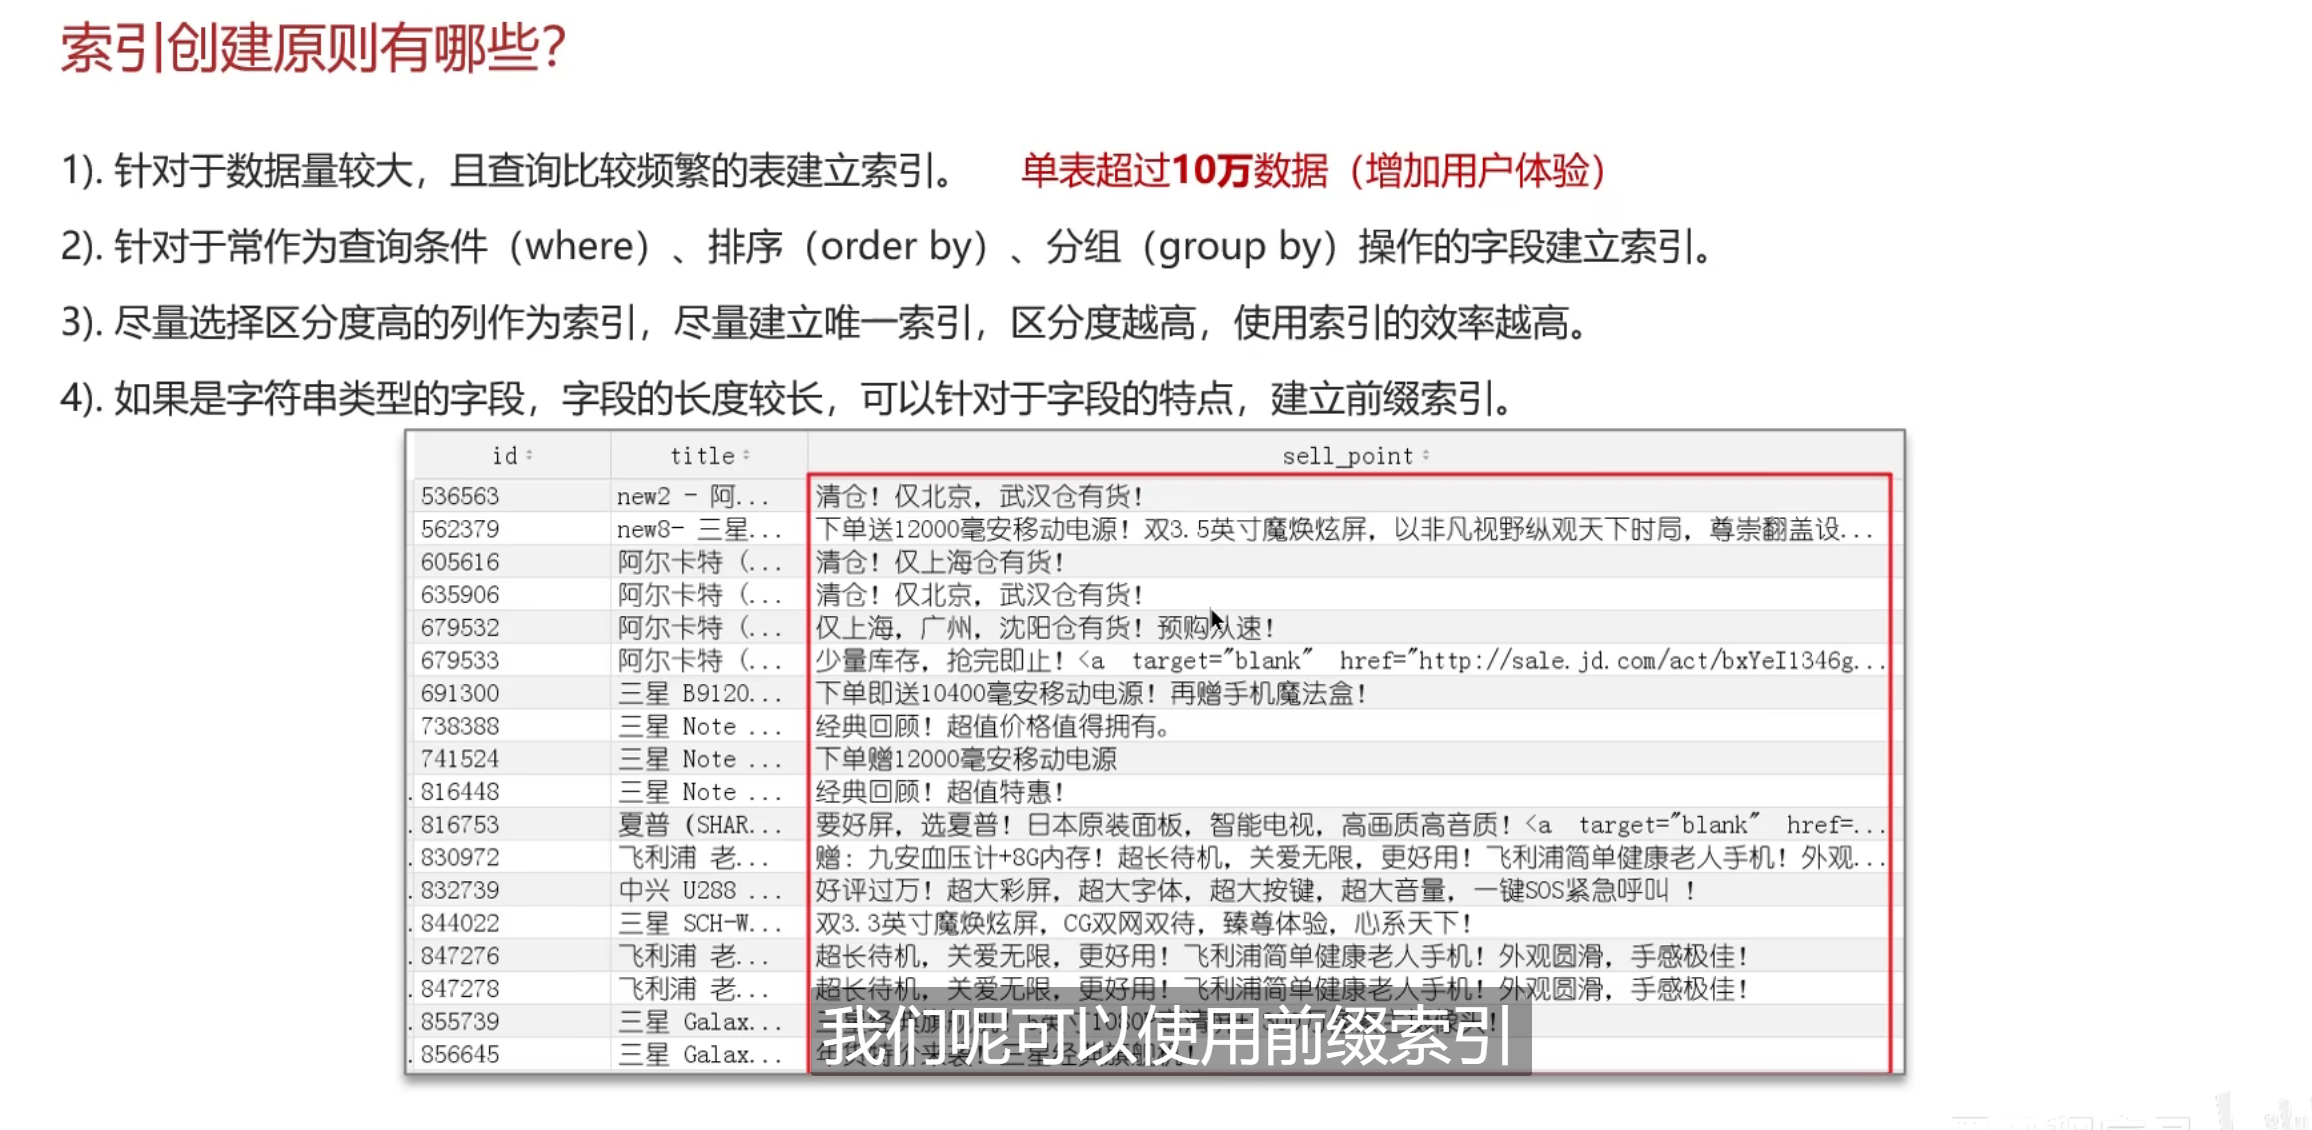 索引创建原则有哪些?
1). 针对于数据量较大，且查询比较频繁的表建立索引。 单表超过10万数据（增加用户体验）
2). 针对于常作为查询条件（where）、排序（order by）、分组（group by）操作的字段建立索引。
3). 尽量选择区分度高的列作为索引，尽量建立唯一索引，区分度越高，使用索引的效率越高。
4). 如果是字符串类型的字段，字段的长度较长，可以针对于字段的特点，建立前缀索引。
id title sell_point
536563 new2 - 阿... 清仓！仅北京，武汉仓有货！
562379 new8- 三星... 下单送12000毫安移动电源！双3.5英寸魔焕炫屏，以非凡视野纵观天下时局，尊崇翻盖设...
605616 阿尔卡特 (... 清仓！仅上海仓有货！
635906 阿尔卡特 (... 清仓！仅北京，武汉仓有货！
679532 阿尔卡特 (... 仅上海，广州，沈阳仓有货！预购从速！
679533 阿尔卡特 (... 少量库存，抢完即止！<a target="blank" href="http://sale.jd.com/act/bxYeI1346g...
691300 三星 B9120... 下单即送10400毫安移动电源！再赠手机魔法盒！
738388 三星 Note ... 经典回顾！超值价格值得拥有。
741524 三星 Note ... 下单赠12000毫安移动电源
816448 三星 Note ... 经典回顾！超值特惠！
816753 夏普 (SHAR... 要好屏，选夏普！日本原装面板，智能电视，高画质高音质！<a target="blank" href=...
830972 飞利浦 老... 赠：九安血压计+8G内存！超长待机，关爱无限，更好用！飞利浦简单健康老人手机！外观...
832739 中兴 U288 ... 好评过万！超大彩屏，超大字体，超大按键，超大音量，一键SOS紧急呼叫 ！
844022 三星 SCH-W... 双3.3英寸魔焕炫屏，CG双网双待，臻尊体验，心系天下！
847276 飞利浦 老... 超长待机，关爱无限，更好用！飞利浦简单健康老人手机！外观圆滑，手感极佳！
847278 飞利浦 老... 超长待机，关爱无限，更好用！飞利浦简单健康老人手机！外观圆滑，手感极佳！
855739 三星 Galax...
856645 三星 Galax...
我们呢可以使用前缀索引